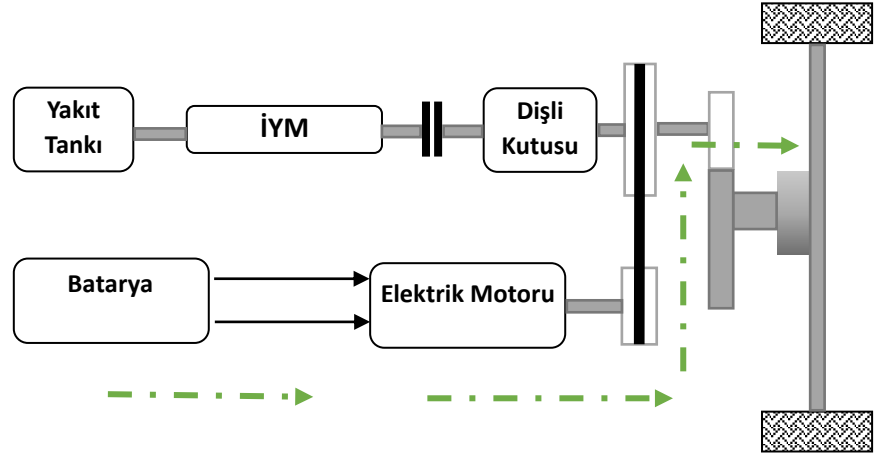 Yakıt
Tankı
İYM
Dişli
Kutusu
Batarya
Elektrik Motoru